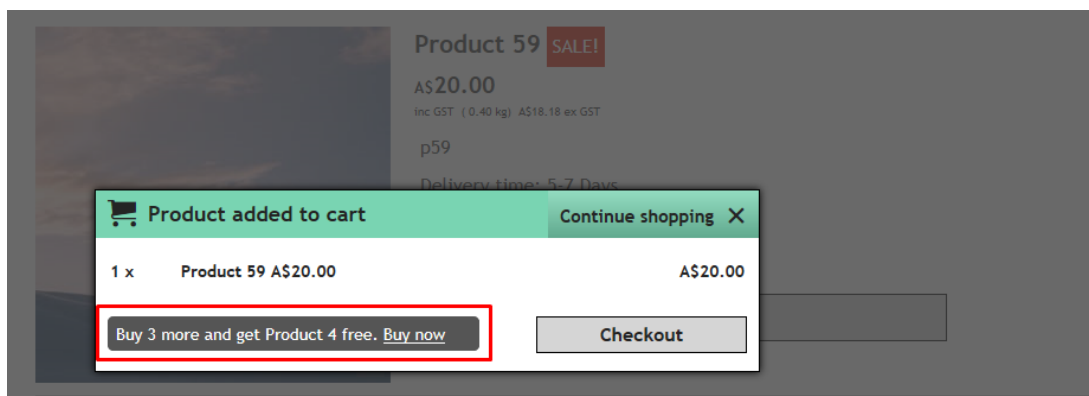 Product 59 SALE!
A$20.00
inc GST ( 0.40 kg) A$18.18 ex GST
p59
Delivery time: 5-7 Days
Product added to cart
Continue shopping ✕
1 x Product 59 A$20.00 A$20.00
Buy 3 more and get Product 4 free. Buy now
Checkout